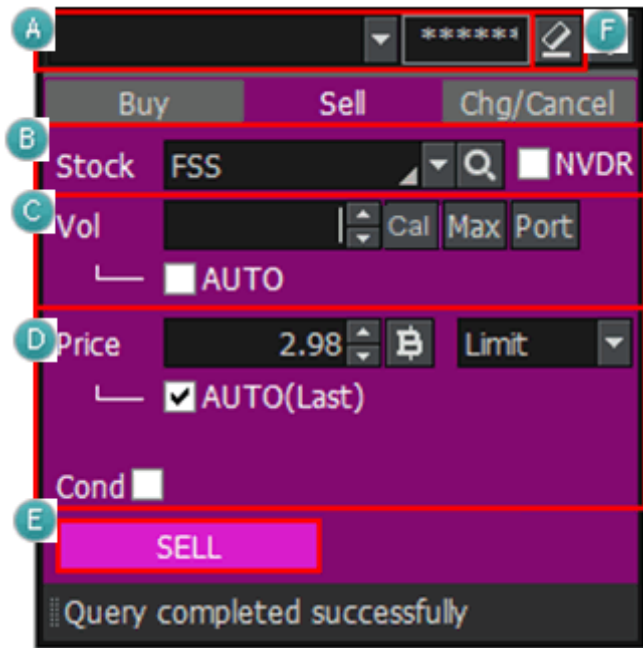 A ****** F
Buy Sell Chg/Cancel
B
Stock FSS NVDR
C
Vol Cal Max Port
AUTO
D Price 2.98 Limit
AUTO(Last)
Cond
E
SELL
Query completed successfully